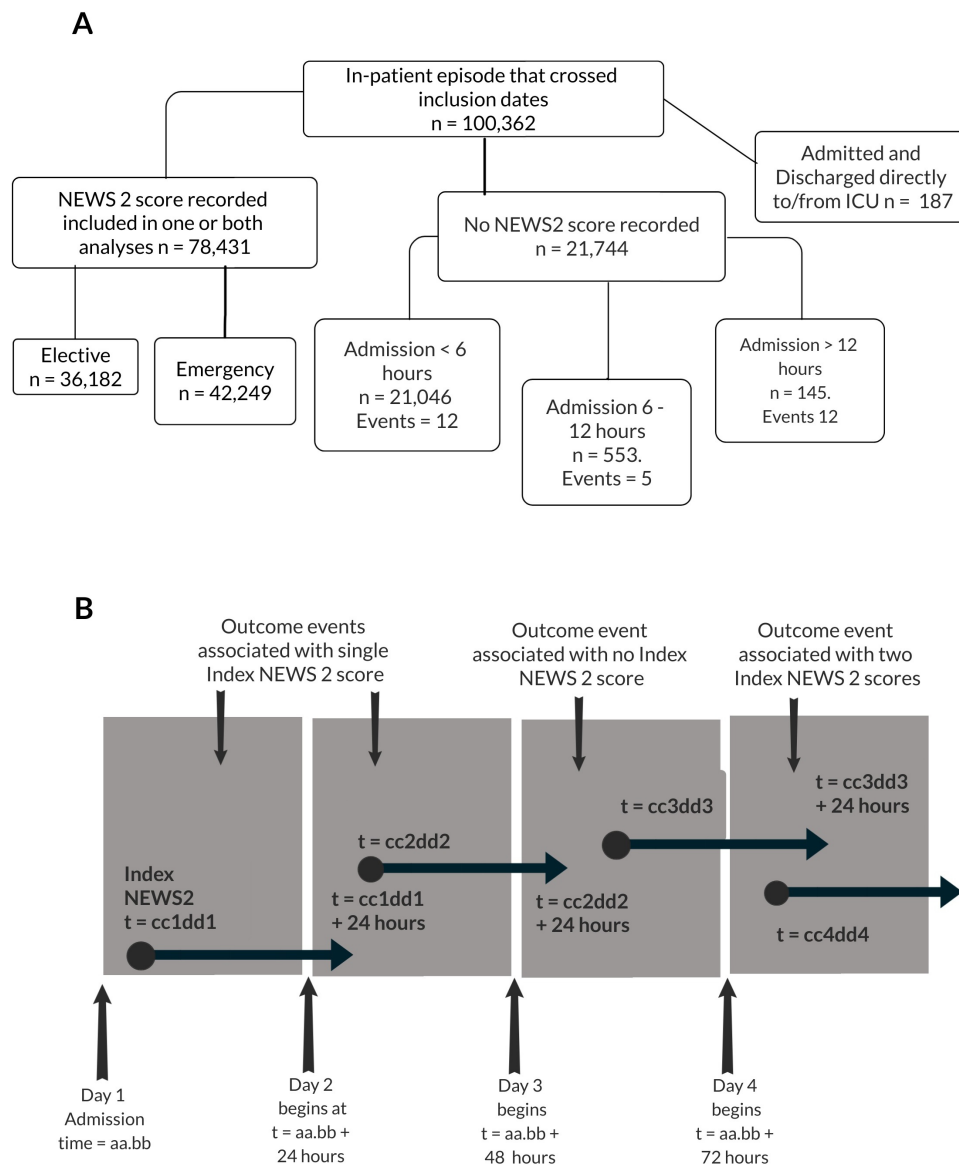 A
In-patient episode that crossed
inclusion dates
n = 100,362
Admitted and
Discharged directly
to/from ICU n =  187
NEWS 2 score recorded
included in one or both
analyses n = 78,431
No NEWS2 score recorded
n = 21,744
Elective
n = 36,182
Emergency
n = 42,249
Admission < 6
hours
n = 21,046
Events = 12
Admission 6 -
12 hours
n = 553.
Events = 5
Admission > 12
hours
n = 145.
Events 12
B
Outcome events
associated with single
Index NEWS 2 score
Outcome event
associated with no Index
NEWS 2 score
Outcome event
associated with two
Index NEWS 2 scores
Index
NEWS2
t = cc1dd1
t = cc2dd2
t = cc1dd1
+ 24 hours
t = cc3dd3
t = cc2dd2
+ 24 hours
t = cc3dd3
+ 24 hours
t = cc4dd4
Day 1
Admission
time = aa.bb
Day 2
begins at
t = aa.bb +
24 hours
Day 3
begins
t = aa.bb +
48  hours
Day 4
begins
t = aa.bb +
72 hours